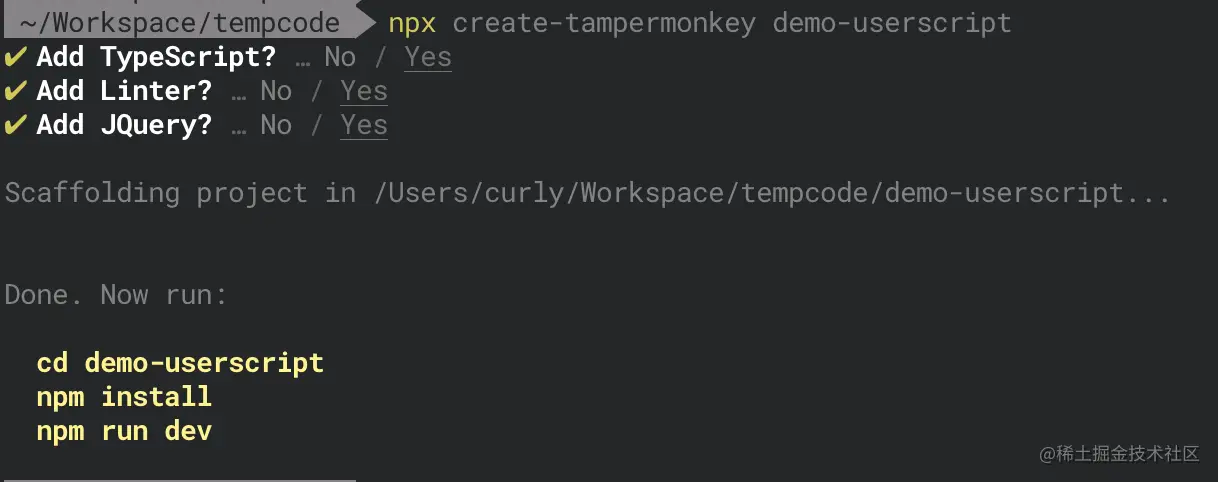 ~/Workspace/tempcode npx create-tampermonkey demo-userscript
✔ Add TypeScript? … No / Yes
✔ Add Linter? … No / Yes
✔ Add JQuery? … No / Yes
Scaffolding project in /Users/curly/Workspace/tempcode/demo-userscript...
Done. Now run:
cd demo-userscript
npm install
npm run dev
@稀土掘金技术社区